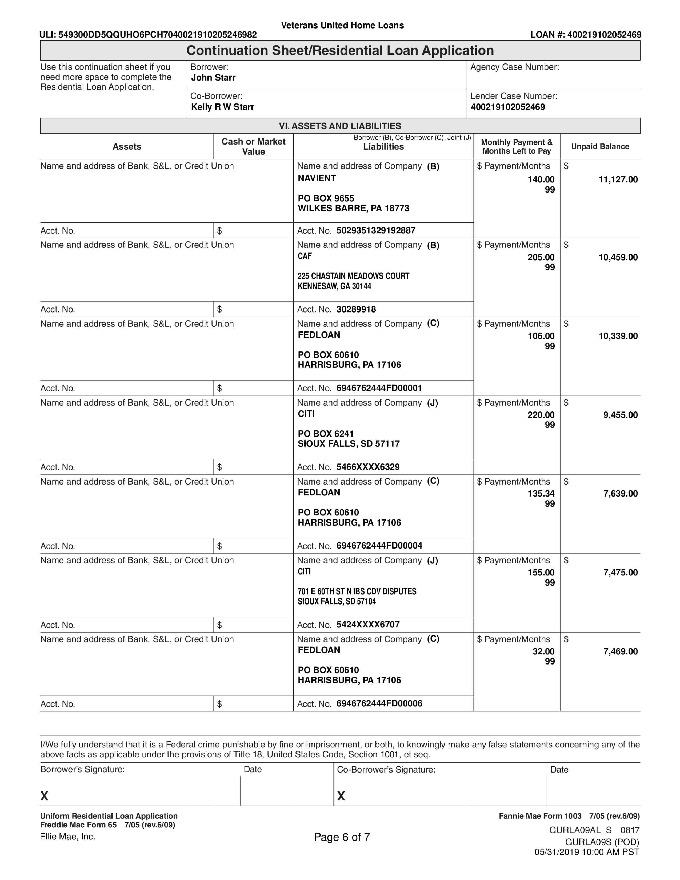 Veterans United Home Loans
ULI: 549300DD5QQUHO6PCH7040021910205246982 LOAN #: 400219102052469
Continuation Sheet/Residential Loan Application
Use this continuation sheet if you need more space to complete the Residential Loan Application.
Borrower:
John Starr
Agency Case Number:
Co-Borrower:
Kelly R W Starr
Lender Case Number:
400219102052469
VI. ASSETS AND LIABILITIES
Borrower (B), Co-Borrower (C), Joint (J)
Assets Cash or Market Value Liabilities Monthly Payment & Months Left to Pay Unpaid Balance
Name and address of Bank, S&L, or Credit Union Name and address of Company (B) $ Payment/Months $
NAVIENT 140.00 11,127.00
99
PO BOX 9655
WILKES BARRE, PA 18773
Acct. No. $ Acct. No. 5029351329192887
Name and address of Bank, S&L, or Credit Union Name and address of Company (B) $ Payment/Months $
CAF 205.00 10,459.00
99
225 CHASTAIN MEADOWS COURT
KENNESAW, GA 30144
Acct. No. $ Acct. No. 30289918
Name and address of Bank, S&L, or Credit Union Name and address of Company (C) $ Payment/Months $
FEDLOAN 106.00 10,339.00
99
PO BOX 60610
HARRISBURG, PA 17106
Acct. No. $ Acct. No. 6946762444FD00001
Name and address of Bank, S&L, or Credit Union Name and address of Company (J) $ Payment/Months $
CITI 220.00 9,455.00
99
PO BOX 6241
SIOUX FALLS, SD 57117
Acct. No. $ Acct. No. 5466XXXX6329
Name and address of Bank, S&L, or Credit Union Name and address of Company (C) $ Payment/Months $
FEDLOAN 135.34 7,639.00
99
PO BOX 60610
HARRISBURG, PA 17106
Acct. No. $ Acct. No. 6946762444FD00004
Name and address of Bank, S&L, or Credit Union Name and address of Company (J) $ Payment/Months $
CITI 155.00 7,475.00
99
701 E 60TH ST N IBS CDV DISPUTES
SIOUX FALLS, SD 57104
Acct. No. $ Acct. No. 5424XXXX6707
Name and address of Bank, S&L, or Credit Union Name and address of Company (C) $ Payment/Months $
FEDLOAN 32.00 7,469.00
99
PO BOX 60610
HARRISBURG, PA 17106
Acct. No. $ Acct. No. 6946762444FD00006
I/We fully understand that it is a Federal crime punishable by fine or imprisonment, or both, to knowingly make any false statements concerning any of the
above facts as applicable under the provisions of Title 18, United States Code, Section 1001, et seq.
Borrower's Signature: Date Co-Borrower's Signature: Date
X X
Uniform Residential Loan Application Fannie Mae Form 1003 7/05 (rev.6/09)
Freddie Mac Form 65 7/05 (rev.6/09)
Ellie Mae, Inc. Page 6 of 7
GURLA09AL_S 0817
GURLA09S (POD)
05/31/2019 10:00 AM PST